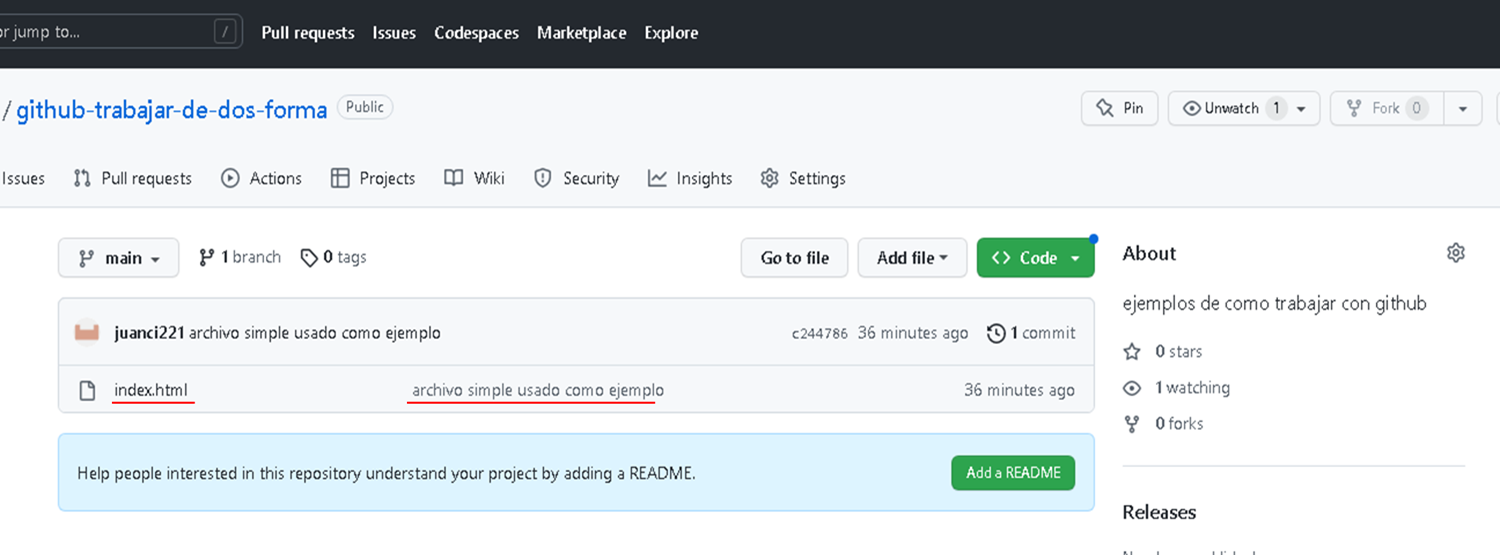 or jump to... /
Pull requests Issues Codespaces Marketplace Explore
/ github-trabajar-de-dos-forma Public
Pin Unwatch 1 Fork 0
Issues Pull requests Actions Projects Wiki Security Insights Settings
main 1 branch 0 tags
Go to file Add file <> Code
juanci221 archivo simple usado como ejemplo c244786 36 minutes ago 1 commit
index.html archivo simple usado como ejemplo 36 minutes ago
Help people interested in this repository understand your project by adding a README. Add a README
About
ejemplos de como trabajar con github
0 stars
1 watching
0 forks
Releases